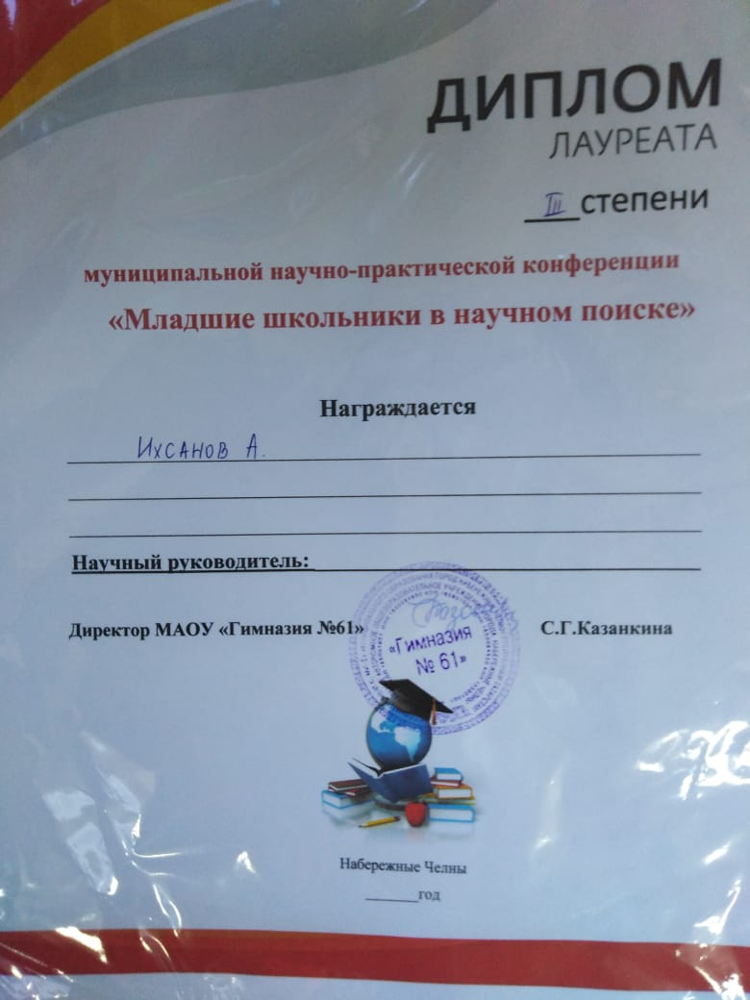 ДИПЛОМ
ЛАУРЕАТА
III степени
муниципальной научно-практической конференции
«Младшие школьники в научном поиске»
Награждается
Ихсанов А.
Научный руководитель:
Директор МАОУ «Гимназия №61»
С.Г.Казанкина
«Гимназия
№ 61»
Набережные Челны
_______год